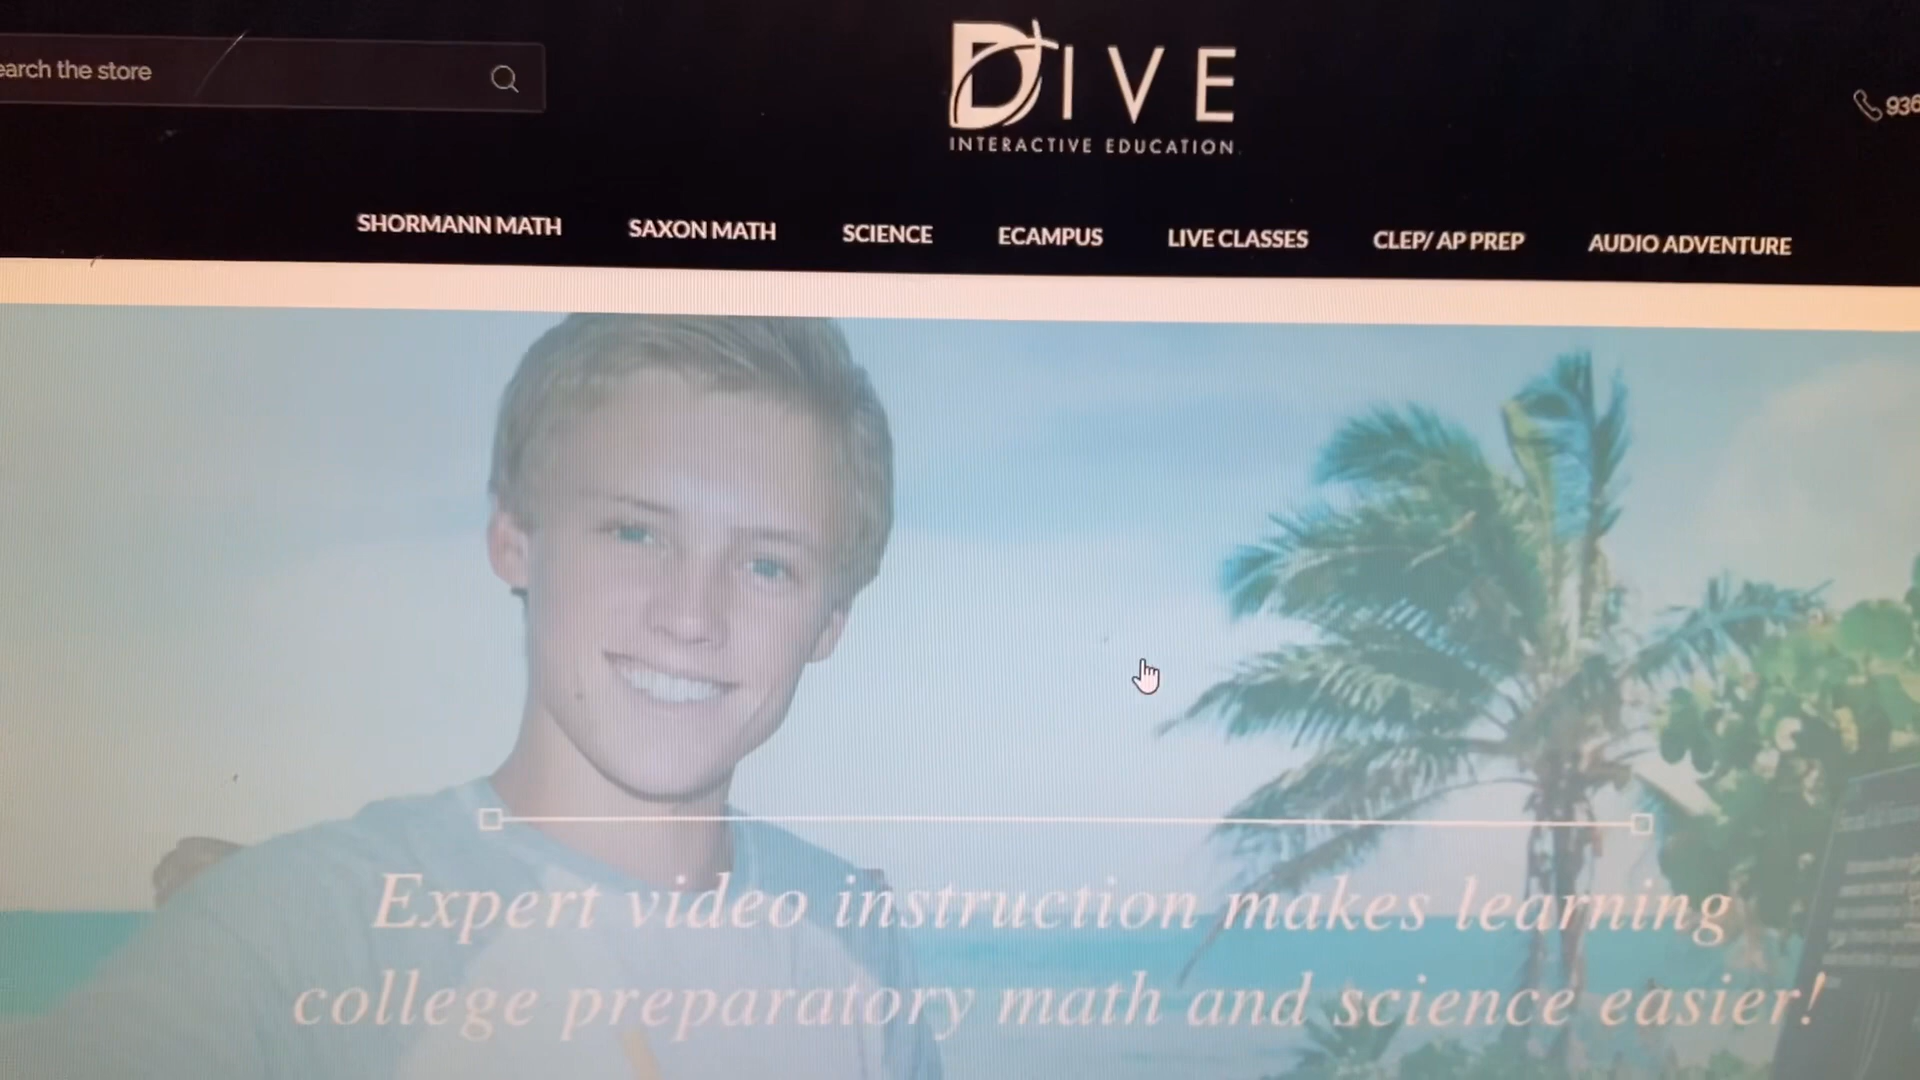 earch the store
DIVE
INTERACTIVE EDUCATION
936
SHORMANN MATH SAXON MATH SCIENCE ECAMPUS LIVE CLASSES CLEP/ AP PREP AUDIO ADVENTURE
Expert video instruction makes learning
college preparatory math and science easier!